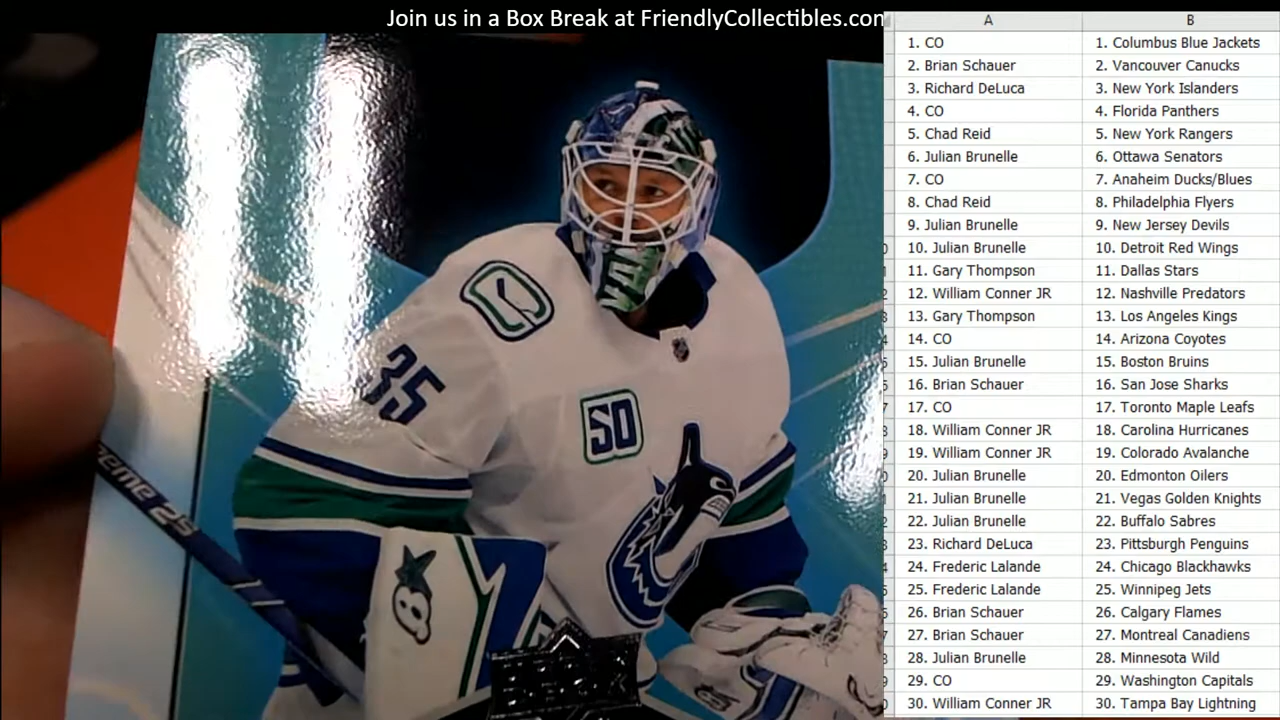 Join us in a Box Break at FriendlyCollectibles.com
A B
1. CO 1. Columbus Blue Jackets
2. Brian Schauer 2. Vancouver Canucks
3. Richard DeLuca 3. New York Islanders
4. CO 4. Florida Panthers
5. Chad Reid 5. New York Rangers
6. Julian Brunelle 6. Ottawa Senators
7. CO 7. Anaheim Ducks/Blues
8. Chad Reid 8. Philadelphia Flyers
9. Julian Brunelle 9. New Jersey Devils
10. Julian Brunelle 10. Detroit Red Wings
11. Gary Thompson 11. Dallas Stars
12. William Conner JR 12. Nashville Predators
13. Gary Thompson 13. Los Angeles Kings
14. CO 14. Arizona Coyotes
15. Julian Brunelle 15. Boston Bruins
16. Brian Schauer 16. San Jose Sharks
17. CO 17. Toronto Maple Leafs
18. William Conner JR 18. Carolina Hurricanes
19. William Conner JR 19. Colorado Avalanche
20. Julian Brunelle 20. Edmonton Oilers
21. Julian Brunelle 21. Vegas Golden Knights
22. Julian Brunelle 22. Buffalo Sabres
23. Richard DeLuca 23. Pittsburgh Penguins
24. Frederic Lalande 24. Chicago Blackhawks
25. Frederic Lalande 25. Winnipeg Jets
26. Brian Schauer 26. Calgary Flames
27. Brian Schauer 27. Montreal Canadiens
28. Julian Brunelle 28. Minnesota Wild
29. CO 29. Washington Capitals
30. William Conner JR 30. Tampa Bay Lightning
35
50